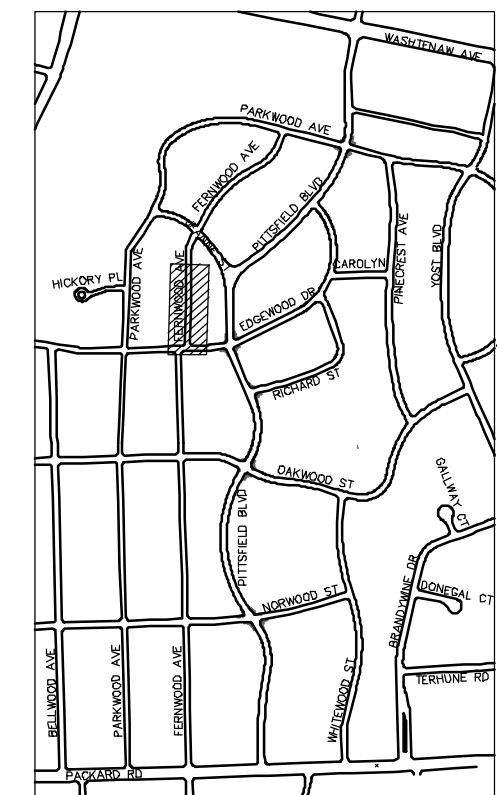 WASHTENAW AVE
PARKWOOD AVE
FERNWOOD AVE
PITTSFIELD BLVD
PINECREST AVE
YOST BLVD
CAROLYN
HICKORY PL
PARKWOOD AVE
FERNWOOD AVE
EDGEWOOD DR
RICHARD ST
OAKWOOD ST
GALLWAY CT
PITTSFIELD BLVD
BRANDYWNE DR
DONEGAL CT
NORWOOD ST
TERHUNE RD
BELLWOOD AVE
PARKWOOD AVE
FERNWOOD AVE
WHITEWOOD ST
PACKARD RD